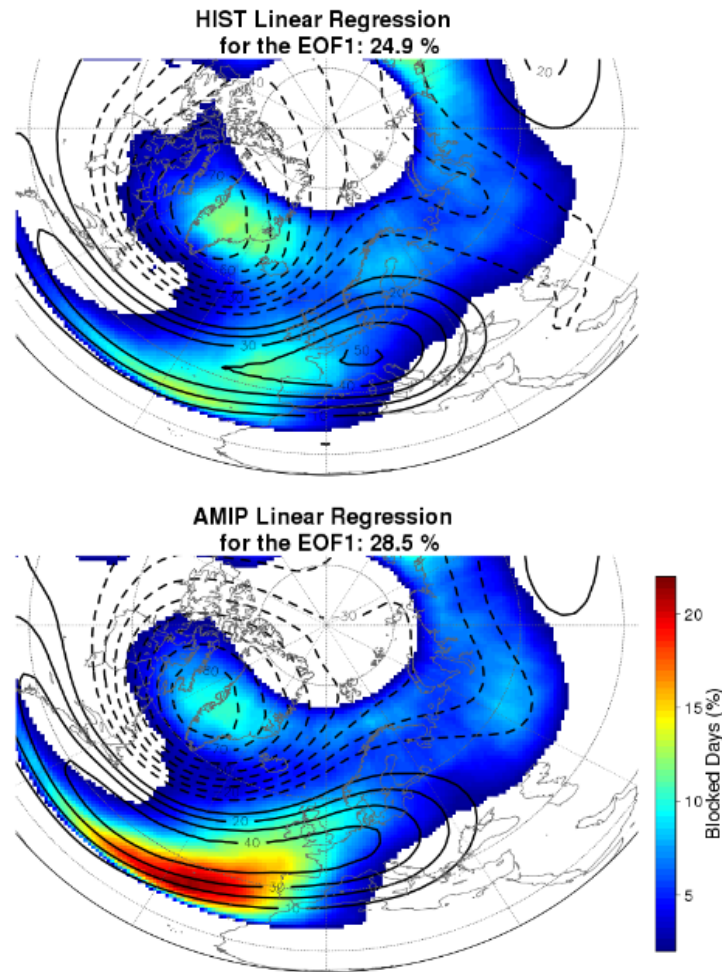 HIST Linear Regression
for the EOF1: 24.9 %
20
30
50
40
AMIP Linear Regression
for the EOF1: 28.5 %
-30
20
40
30
20
15
10
5
Blocked Days (%)